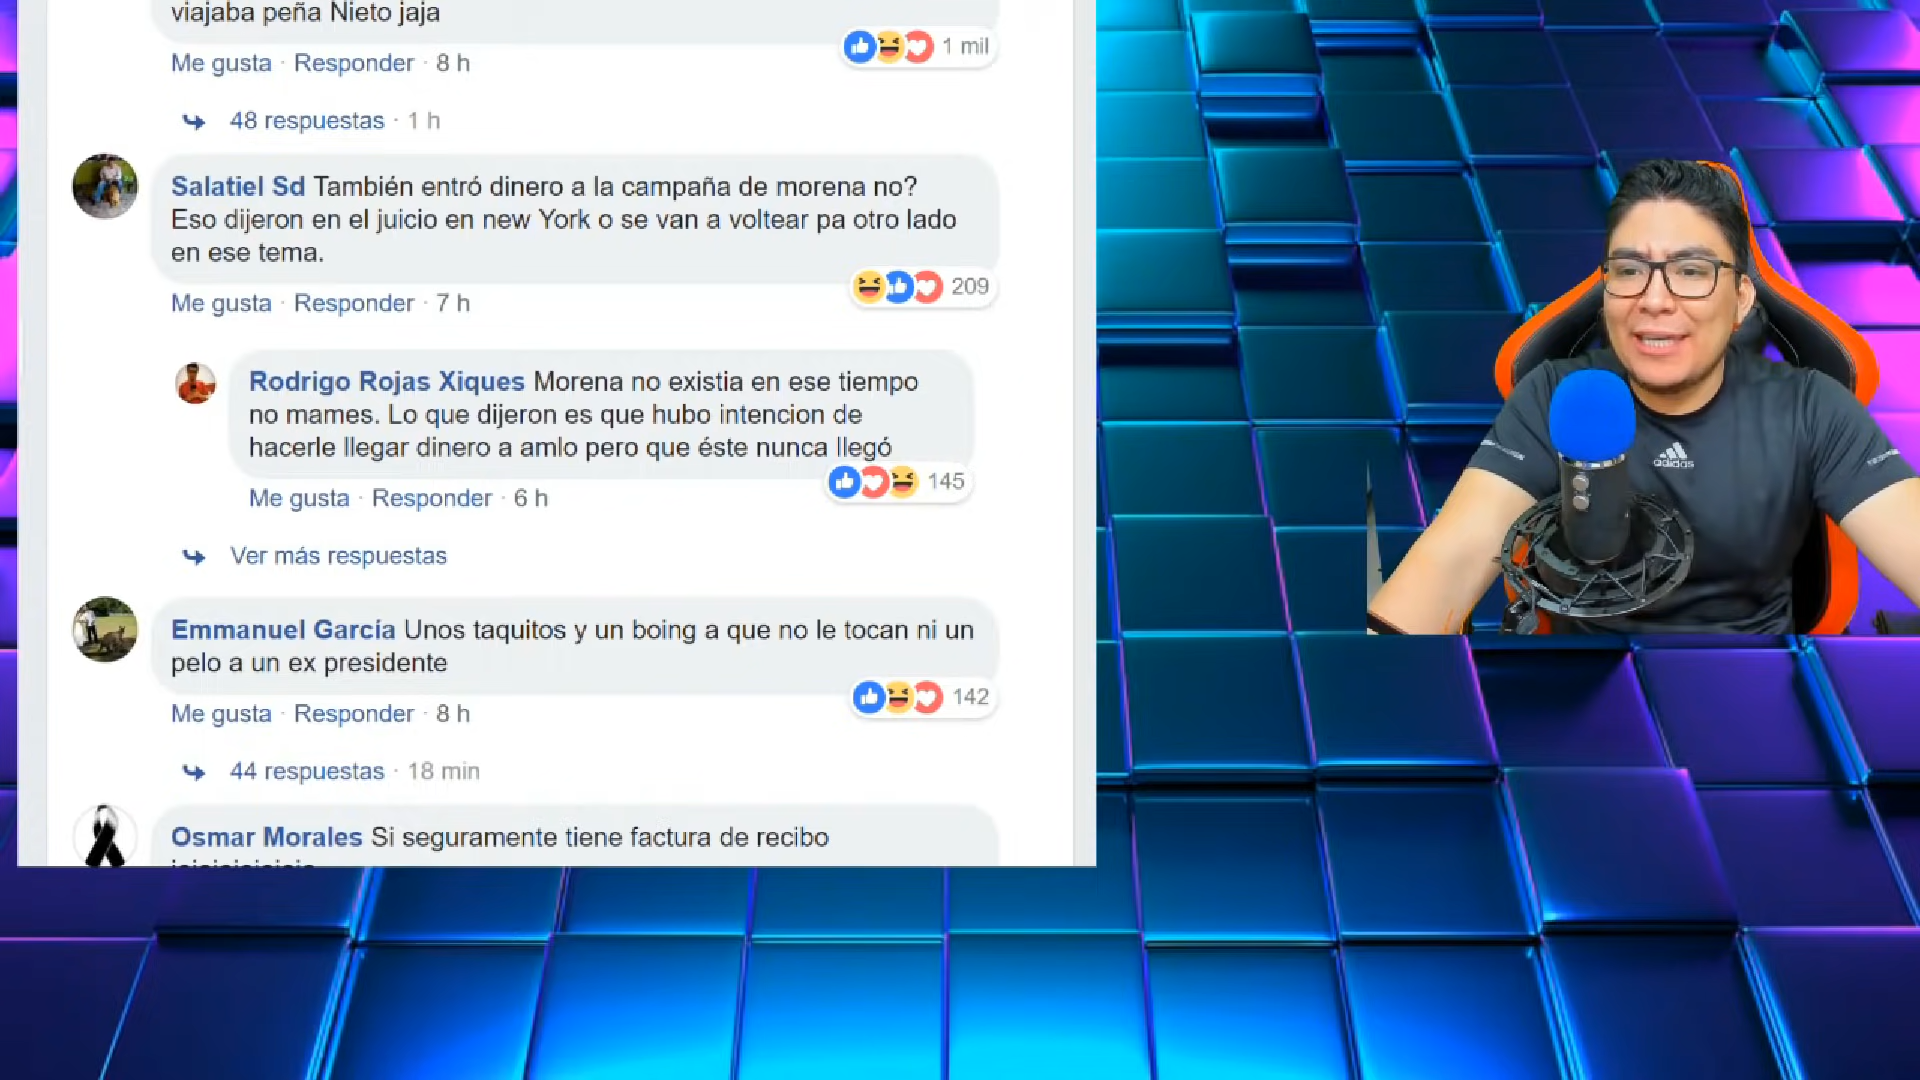 viajaba peña Nieto jaja
1 mil
Me gusta · Responder · 8 h
48 respuestas · 1 h
Salatiel Sd También entró dinero a la campaña de morena no?
Eso dijeron en el juicio en new York o se van a voltear pa otro lado
en ese tema.
209
Me gusta · Responder · 7 h
Rodrigo Rojas Xiques Morena no existia en ese tiempo
no mames. Lo que dijeron es que hubo intencion de
hacerle llegar dinero a amlo pero que éste nunca llegó
145
Me gusta · Responder · 6 h
Ver más respuestas
Emmanuel García Unos taquitos y un boing a que no le tocan ni un
pelo a un ex presidente
142
Me gusta · Responder · 8 h
44 respuestas · 18 min
Osmar Morales Si seguramente tiene factura de recibo
adidas